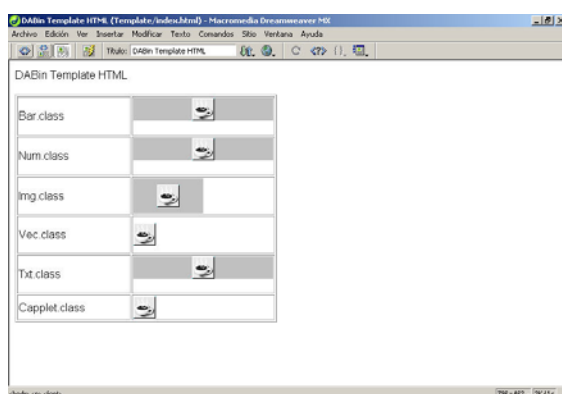 DABin Template HTML (Template/index.html) - Macromedia Dreamweaver MX
Archivo Edición Ver Insertar Modificar Texto Comandos Sitio Ventana Ayuda
Título: DABin Template HTML
DABin Template HTML
Bar.class
Num.class
Img.class
Vec.class
Txt.class
Capplet.class